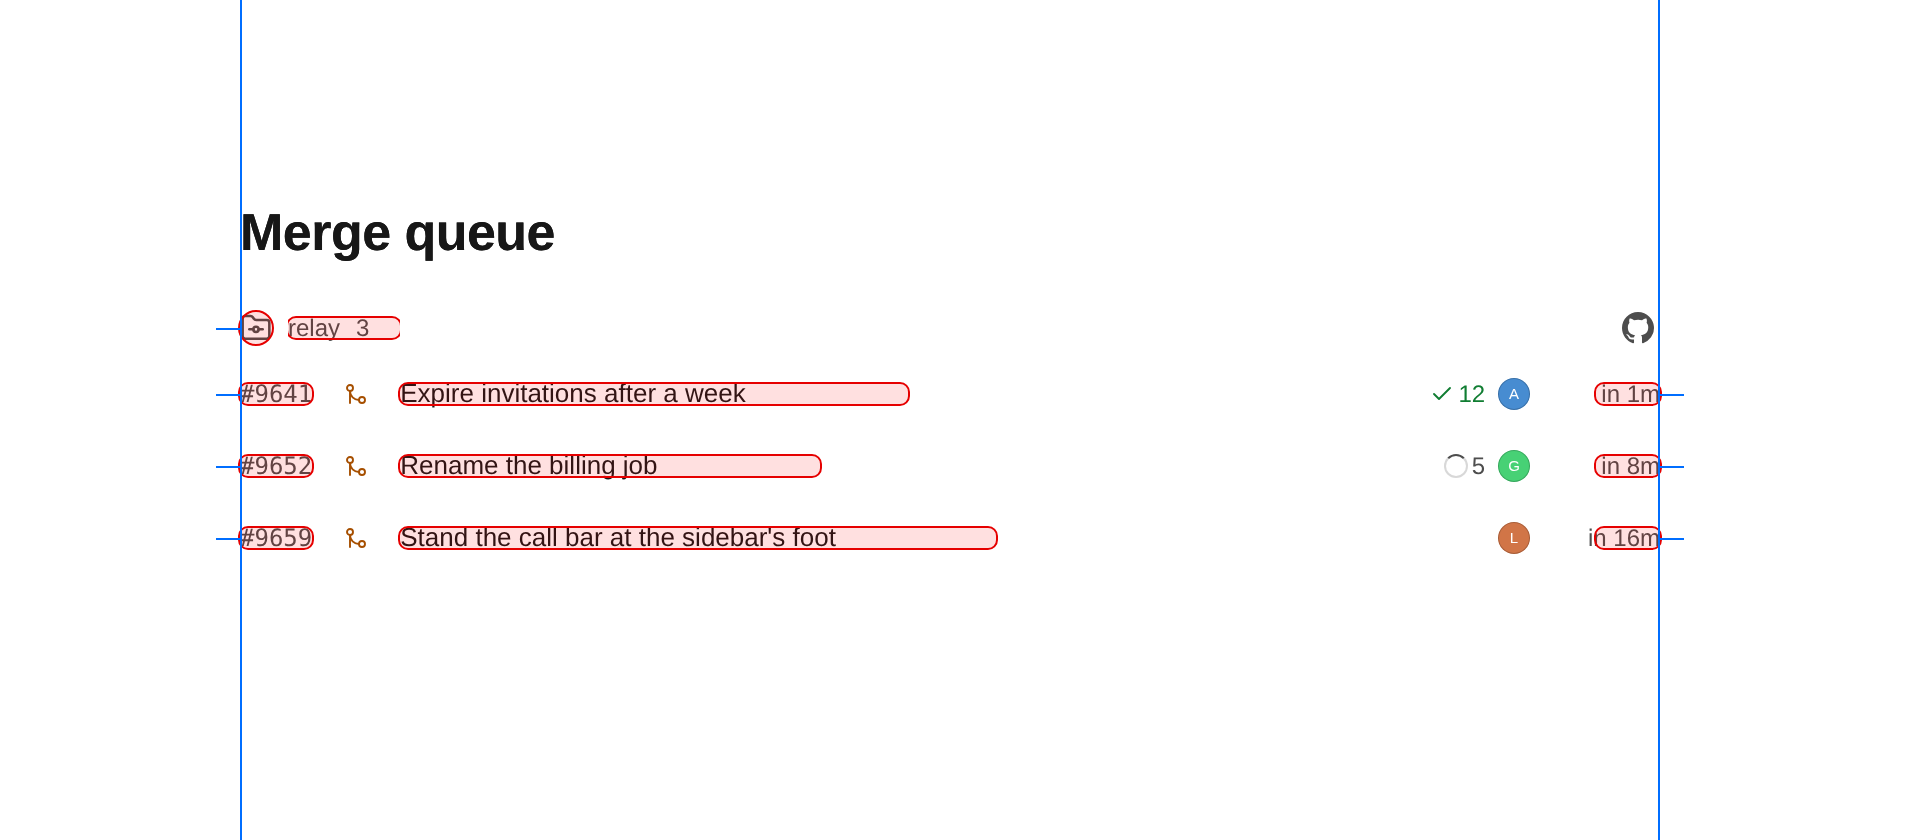 Merge queue
relay 3
#9641 Expire invitations after a week 12 A in 1m
#9652 Rename the billing job 5 G in 8m
#9659 Stand the call bar at the sidebar's foot L in 16m